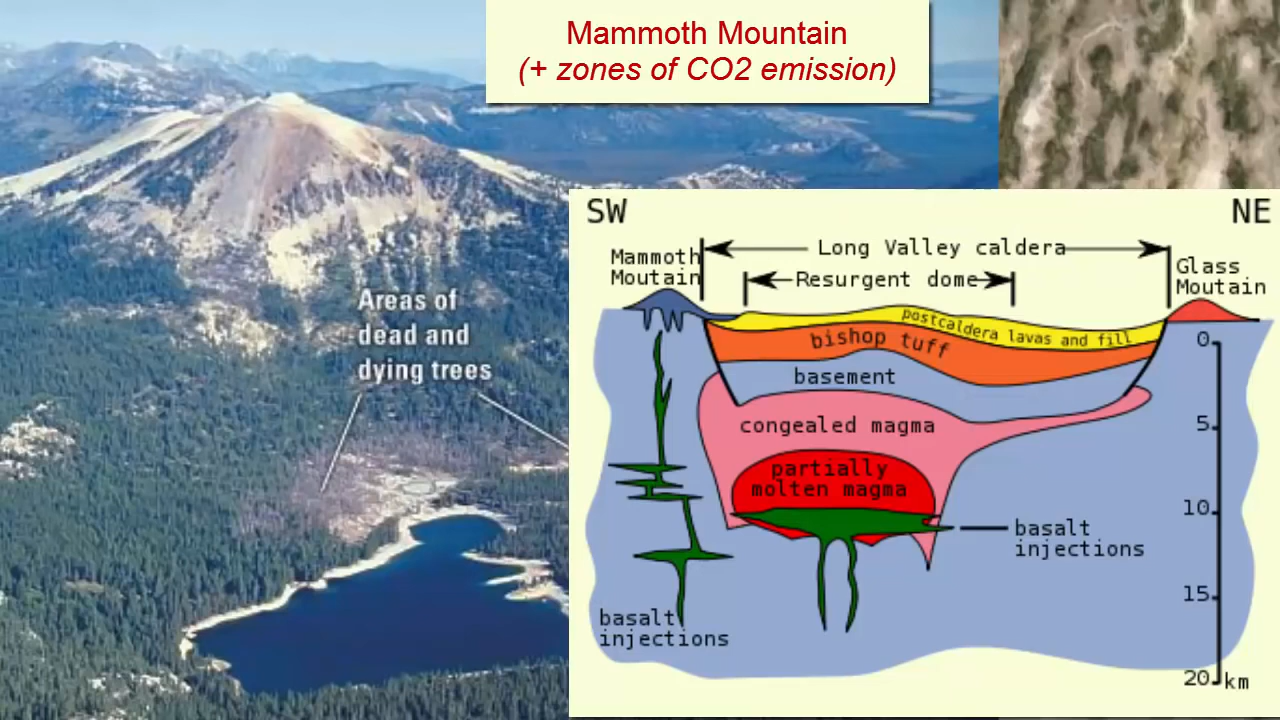 Mammoth Mountain
(+ zones of CO2 emission)
Areas of
dead and
dying trees
SW
NE
Mammoth
Moutain
Long Valley caldera
Resurgent dome
Glass
Moutain
postcaldera lavas and fill
bishop tuff
basement
congealed magma
partially
molten magma
basalt
injections
basalt
injections
0
5
10
15
20
km